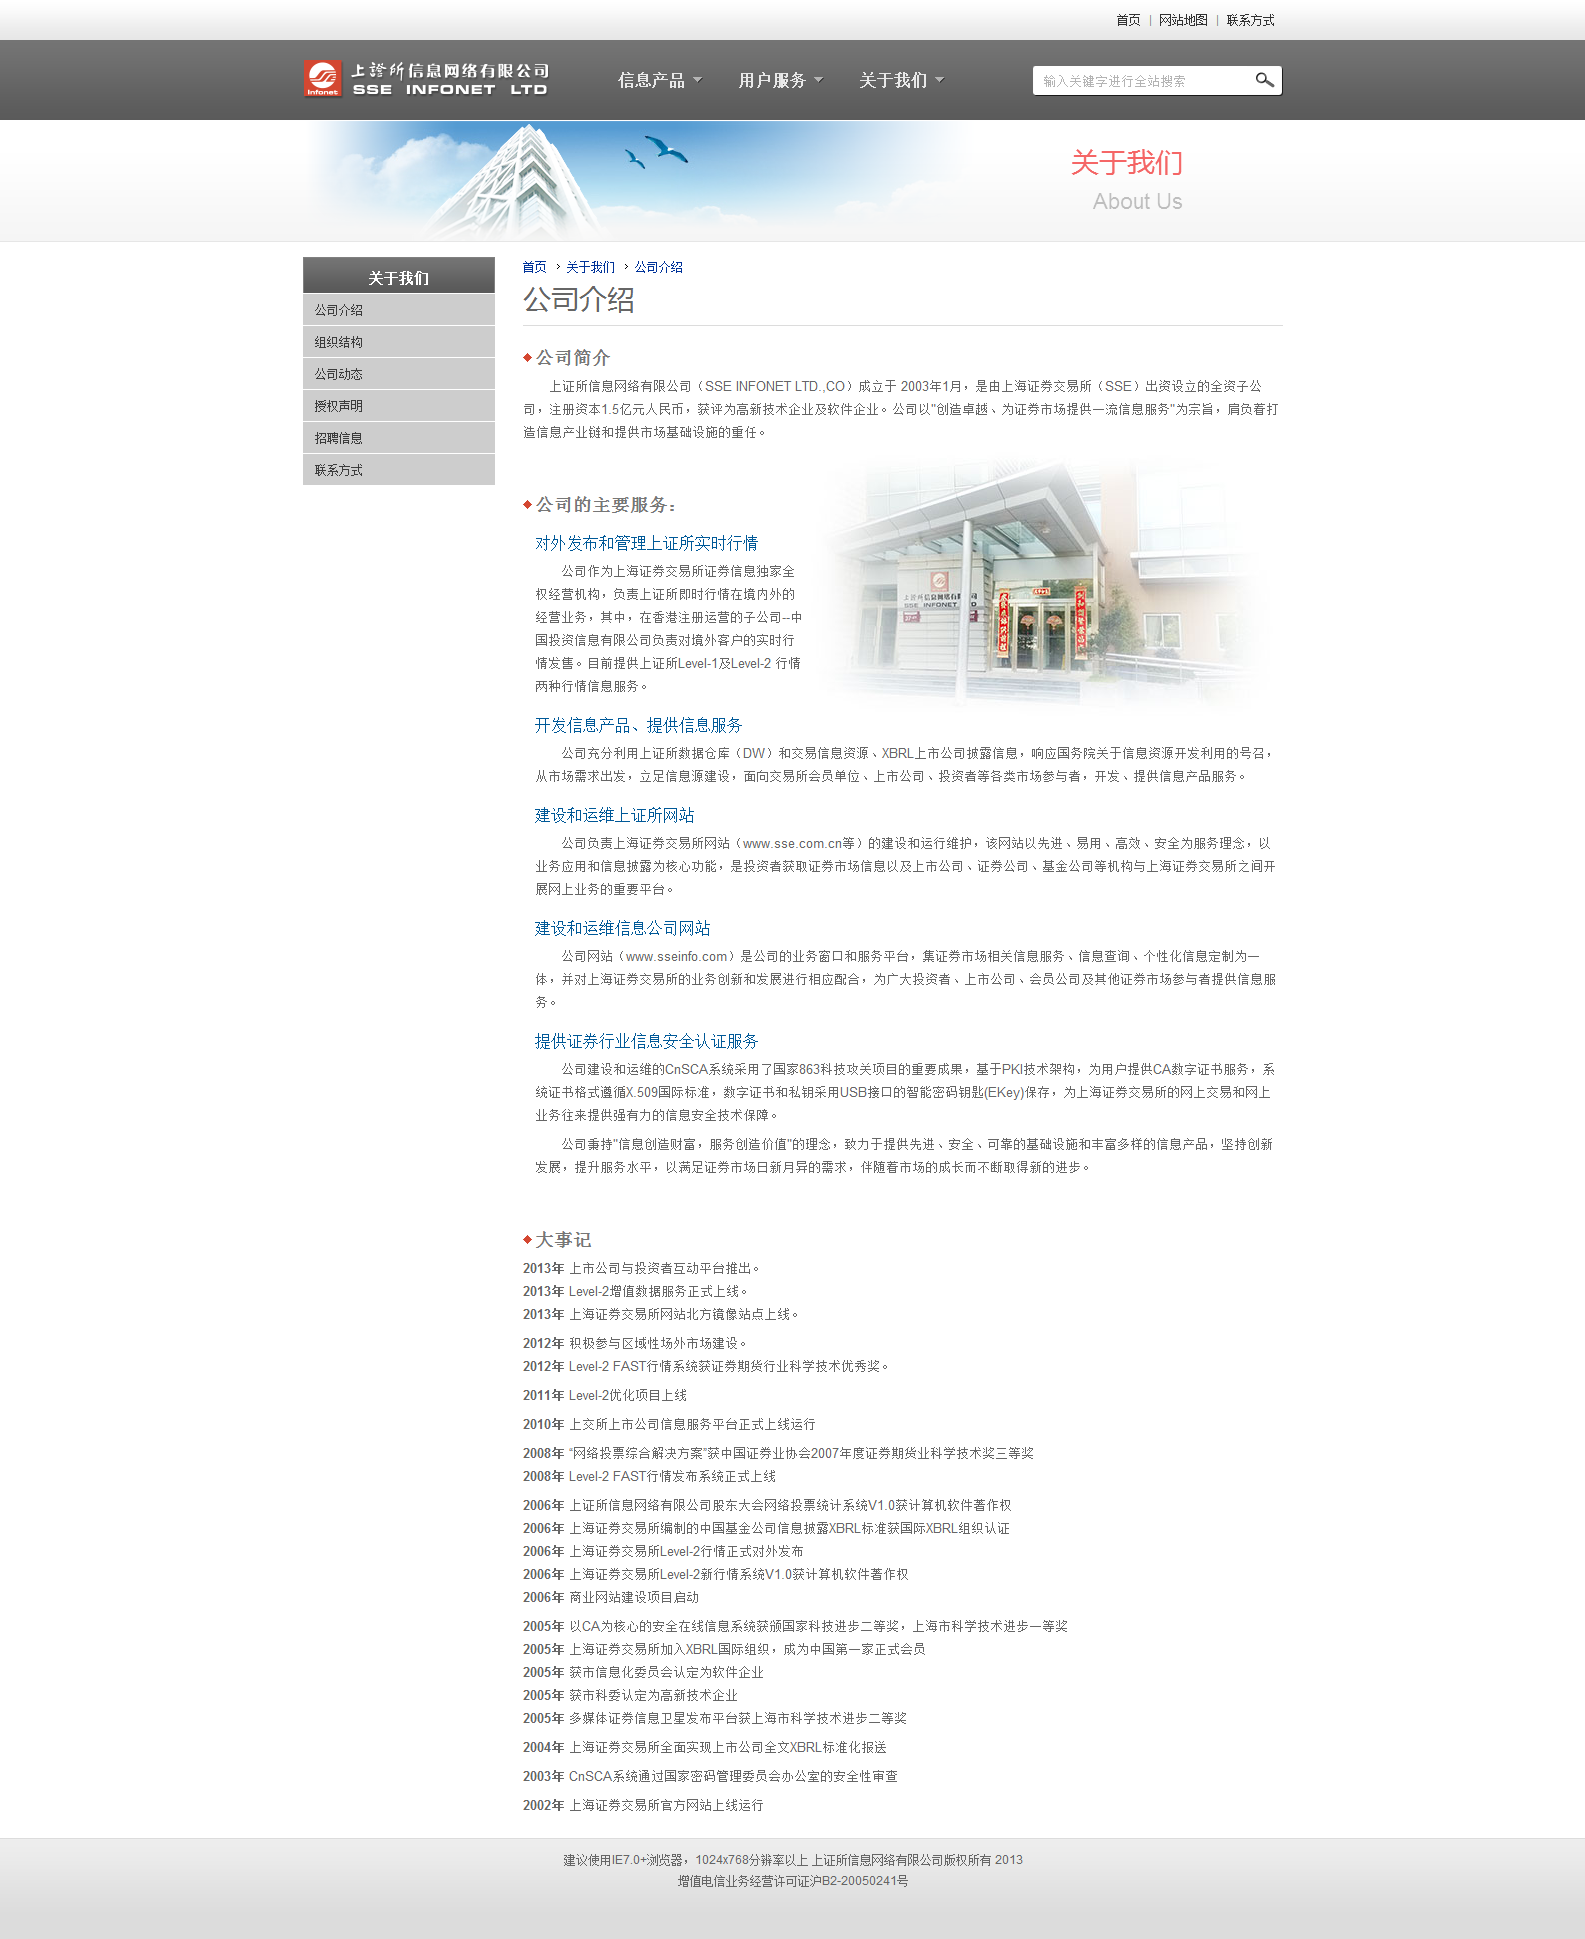 首页 | 网站地图 | 联系方式
上證所信息网络有限公司
SSE INFONET LTD
Infonet
信息产品 用户服务 关于我们
输入关键字进行全站搜索
关于我们
About Us
关于我们
公司介绍
组织结构
公司动态
授权声明
招聘信息
联系方式
首页 > 关于我们 > 公司介绍
公司介绍
公司简介
上证所信息网络有限公司（SSE INFONET LTD.,CO）成立于 2003年1月，是由上海证券交易所（SSE）出资设立的全资子公
司，注册资本1.5亿元人民币，获评为高新技术企业及软件企业。公司以"创造卓越、为证券市场提供一流信息服务"为宗旨，肩负着打
造信息产业链和提供市场基础设施的重任。
公司的主要服务：
对外发布和管理上证所实时行情
公司作为上海证券交易所证券信息独家全
权经营机构，负责上证所即时行情在境内外的
经营业务，其中，在香港注册运营的子公司--中
国投资信息有限公司负责对境外客户的实时行
情发售。目前提供上证所Level-1及Level-2 行情
两种行情信息服务。
上證所信息网络有限公司
SSE INFONET LTD
开发信息产品、提供信息服务
公司充分利用上证所数据仓库（DW）和交易信息资源、XBRL上市公司披露信息，响应国务院关于信息资源开发利用的号召，
从市场需求出发，立足信息源建设，面向交易所会员单位、上市公司、投资者等各类市场参与者，开发、提供信息产品服务。
建设和运维上证所网站
公司负责上海证券交易所网站（www.sse.com.cn等）的建设和运行维护，该网站以先进、易用、高效、安全为服务理念，以
业务应用和信息披露为核心功能，是投资者获取证券市场信息以及上市公司、证券公司、基金公司等机构与上海证券交易所之间开
展网上业务的重要平台。
建设和运维信息公司网站
公司网站（www.sseinfo.com）是公司的业务窗口和服务平台，集证券市场相关信息服务、信息查询、个性化信息定制为一
体，并对上海证券交易所的业务创新和发展进行相应配合，为广大投资者、上市公司、会员公司及其他证券市场参与者提供信息服
务。
提供证券行业信息安全认证服务
公司建设和运维的CnSCA系统采用了国家863科技攻关项目的重要成果，基于PKI技术架构，为用户提供CA数字证书服务，系
统证书格式遵循X.509国际标准，数字证书和私钥采用USB接口的智能密码钥匙(EKey)保存，为上海证券交易所的网上交易和网上
业务往来提供强有力的信息安全技术保障。
公司秉持"信息创造财富，服务创造价值"的理念，致力于提供先进、安全、可靠的基础设施和丰富多样的信息产品，坚持创新
发展，提升服务水平，以满足证券市场日新月异的需求，伴随着市场的成长而不断取得新的进步。
大事记
2013年 上市公司与投资者互动平台推出。
2013年 Level-2增值数据服务正式上线。
2013年 上海证券交易所网站北方镜像站点上线。
2012年 积极参与区域性场外市场建设。
2012年 Level-2 FAST行情系统获证券期货行业科学技术优秀奖。
2011年 Level-2优化项目上线
2010年 上交所上市公司信息服务平台正式上线运行
2008年 “网络投票综合解决方案”获中国证券业协会2007年度证券期货业科学技术奖三等奖
2008年 Level-2 FAST行情发布系统正式上线
2006年 上证所信息网络有限公司股东大会网络投票统计系统V1.0获计算机软件著作权
2006年 上海证券交易所编制的中国基金公司信息披露XBRL标准获国际XBRL组织认证
2006年 上海证券交易所Level-2行情正式对外发布
2006年 上海证券交易所Level-2新行情系统V1.0获计算机软件著作权
2006年 商业网站建设项目启动
2005年 以CA为核心的安全在线信息系统获颁国家科技进步二等奖，上海市科学技术进步一等奖
2005年 上海证券交易所加入XBRL国际组织，成为中国第一家正式会员
2005年 获市信息化委员会认定为软件企业
2005年 获市科委认定为高新技术企业
2005年 多媒体证券信息卫星发布平台获上海市科学技术进步二等奖
2004年 上海证券交易所全面实现上市公司全文XBRL标准化报送
2003年 CnSCA系统通过国家密码管理委员会办公室的安全性审查
2002年 上海证券交易所官方网站上线运行
建议使用IE7.0+浏览器，1024x768分辨率以上 上证所信息网络有限公司版权所有 2013
增值电信业务经营许可证沪B2-20050241号